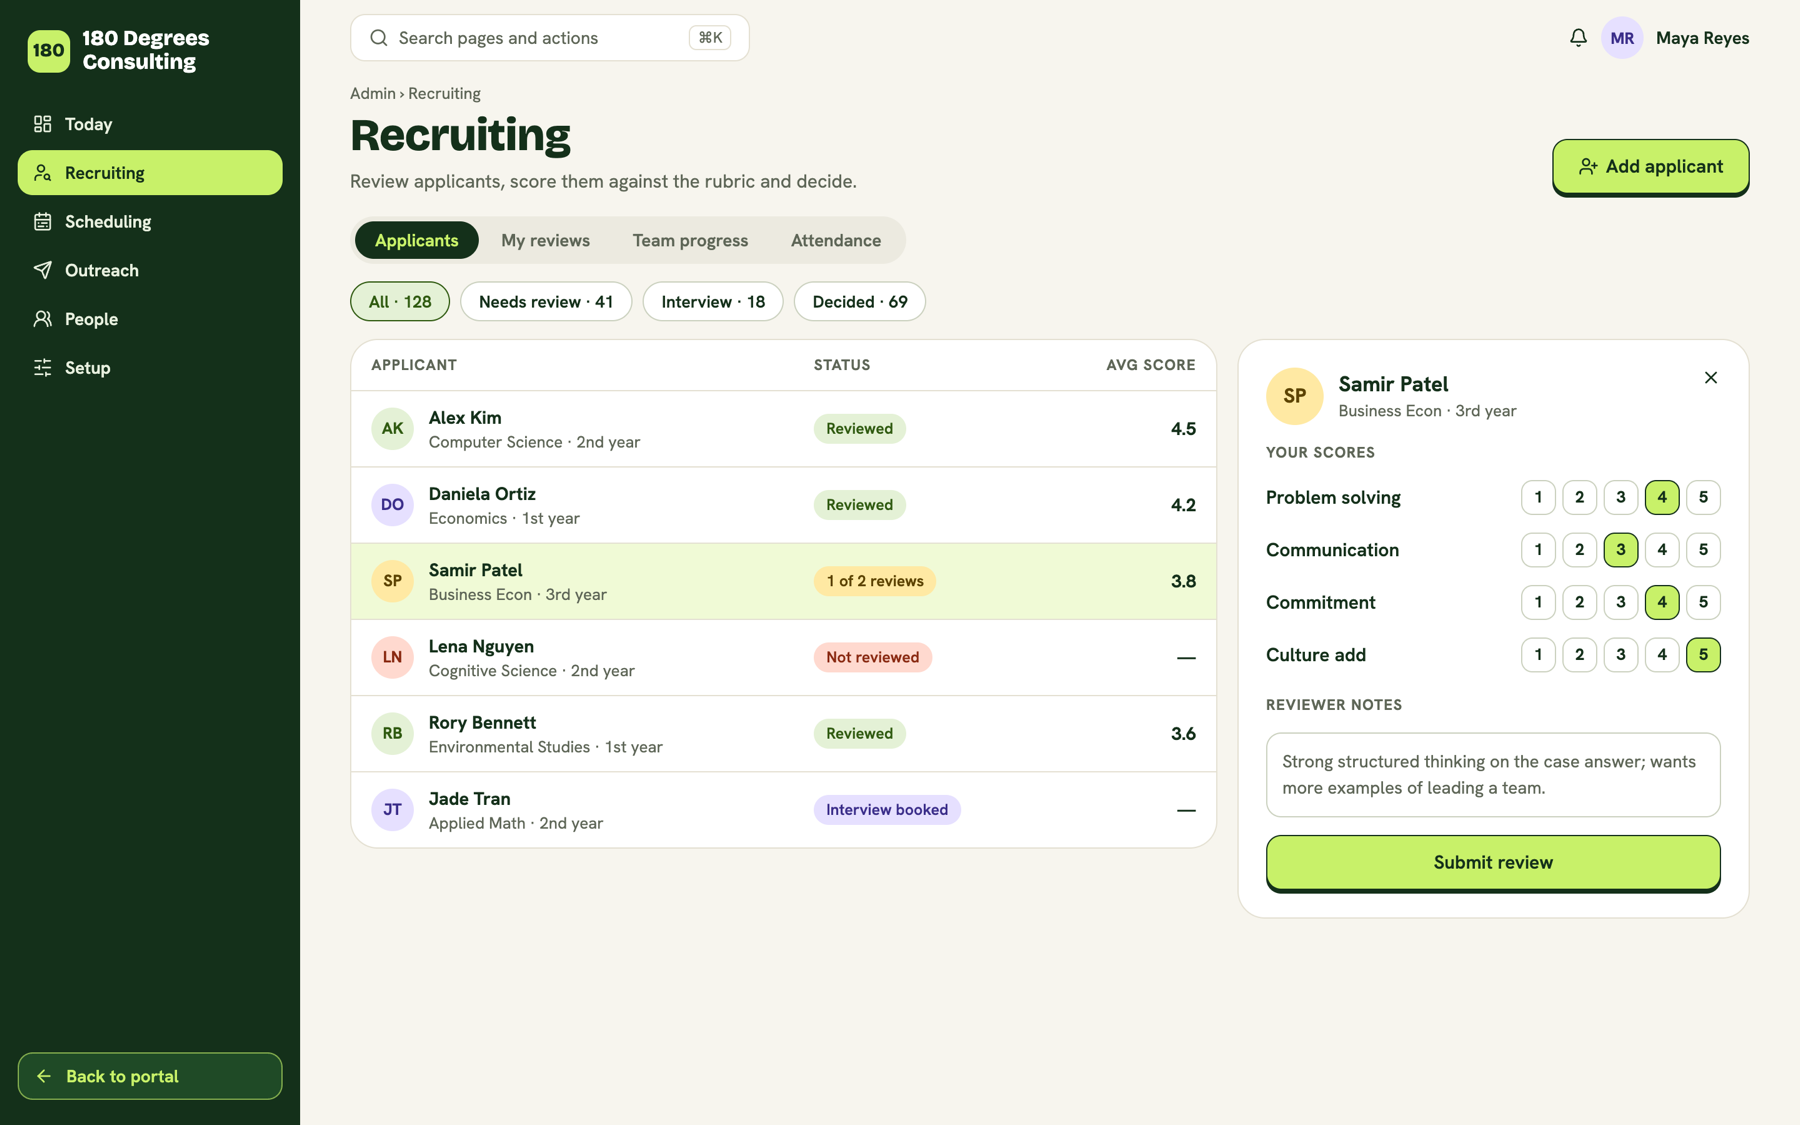 180
180 Degrees
Consulting
Today
Recruiting
Scheduling
Outreach
People
Setup
Back to portal
Search pages and actions
⌘K
MR
Maya Reyes
Admin › Recruiting
Recruiting
Review applicants, score them against the rubric and decide.
Add applicant
Applicants
My reviews
Team progress
Attendance
All · 128
Needs review · 41
Interview · 18
Decided · 69
APPLICANT
STATUS
AVG SCORE
AK
Alex Kim
Computer Science · 2nd year
Reviewed
4.5
DO
Daniela Ortiz
Economics · 1st year
Reviewed
4.2
SP
Samir Patel
Business Econ · 3rd year
1 of 2 reviews
3.8
LN
Lena Nguyen
Cognitive Science · 2nd year
Not reviewed
—
RB
Rory Bennett
Environmental Studies · 1st year
Reviewed
3.6
JT
Jade Tran
Applied Math · 2nd year
Interview booked
—
SP
Samir Patel
Business Econ · 3rd year
YOUR SCORES
Problem solving
1 2 3 4 5
Communication
1 2 3 4 5
Commitment
1 2 3 4 5
Culture add
1 2 3 4 5
REVIEWER NOTES
Strong structured thinking on the case answer; wants
more examples of leading a team.
Submit review